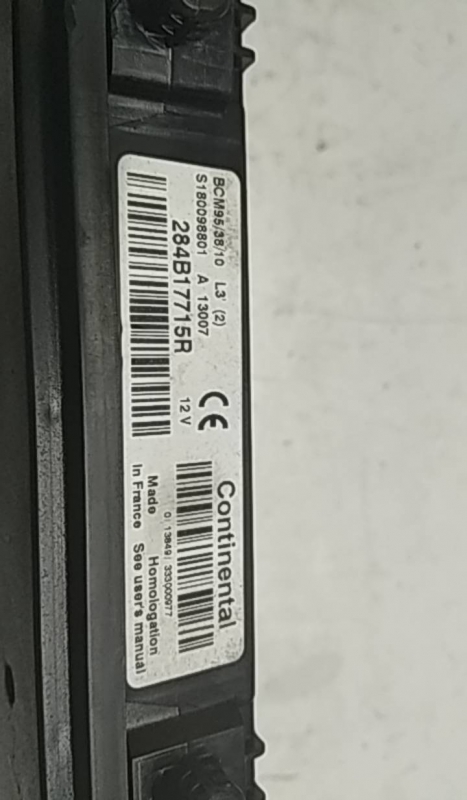 BCM95/38/10 L3' (2)
S180098801 A 13007
284B17715R
12 V
CE
Continental
0 13849 333000977
Made Homologation
In France See user's manual